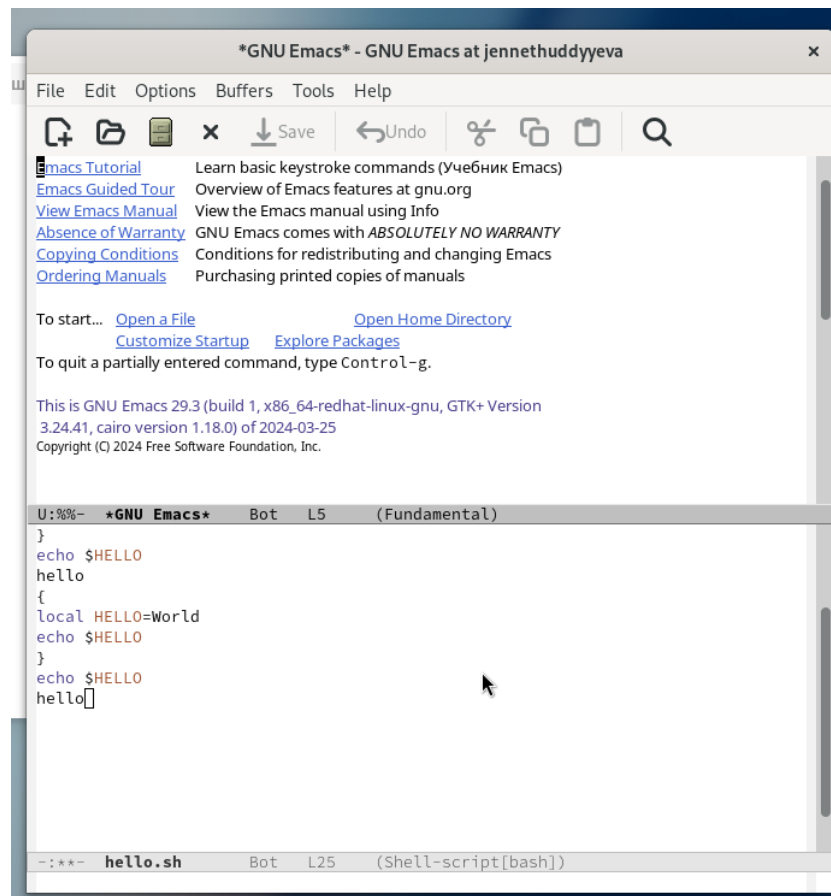 ш
*GNU Emacs* - GNU Emacs at jennethuddyyeva
File Edit Options Buffers Tools Help
Save Undo
Emacs Tutorial Learn basic keystroke commands (Учебник Emacs)
Emacs Guided Tour Overview of Emacs features at gnu.org
View Emacs Manual View the Emacs manual using Info
Absence of Warranty GNU Emacs comes with ABSOLUTELY NO WARRANTY
Copying Conditions Conditions for redistributing and changing Emacs
Ordering Manuals Purchasing printed copies of manuals
To start... Open a File Open Home Directory
Customize Startup Explore Packages
To quit a partially entered command, type Control-g.
This is GNU Emacs 29.3 (build 1, x86_64-redhat-linux-gnu, GTK+ Version
3.24.41, cairo version 1.18.0) of 2024-03-25
Copyright (C) 2024 Free Software Foundation, Inc.
U:%%- *GNU Emacs* Bot L5 (Fundamental)
}
echo $HELLO
hello
{
local HELLO=World
echo $HELLO
}
echo $HELLO
hello
-:**- hello.sh Bot L25 (Shell-script[bash])